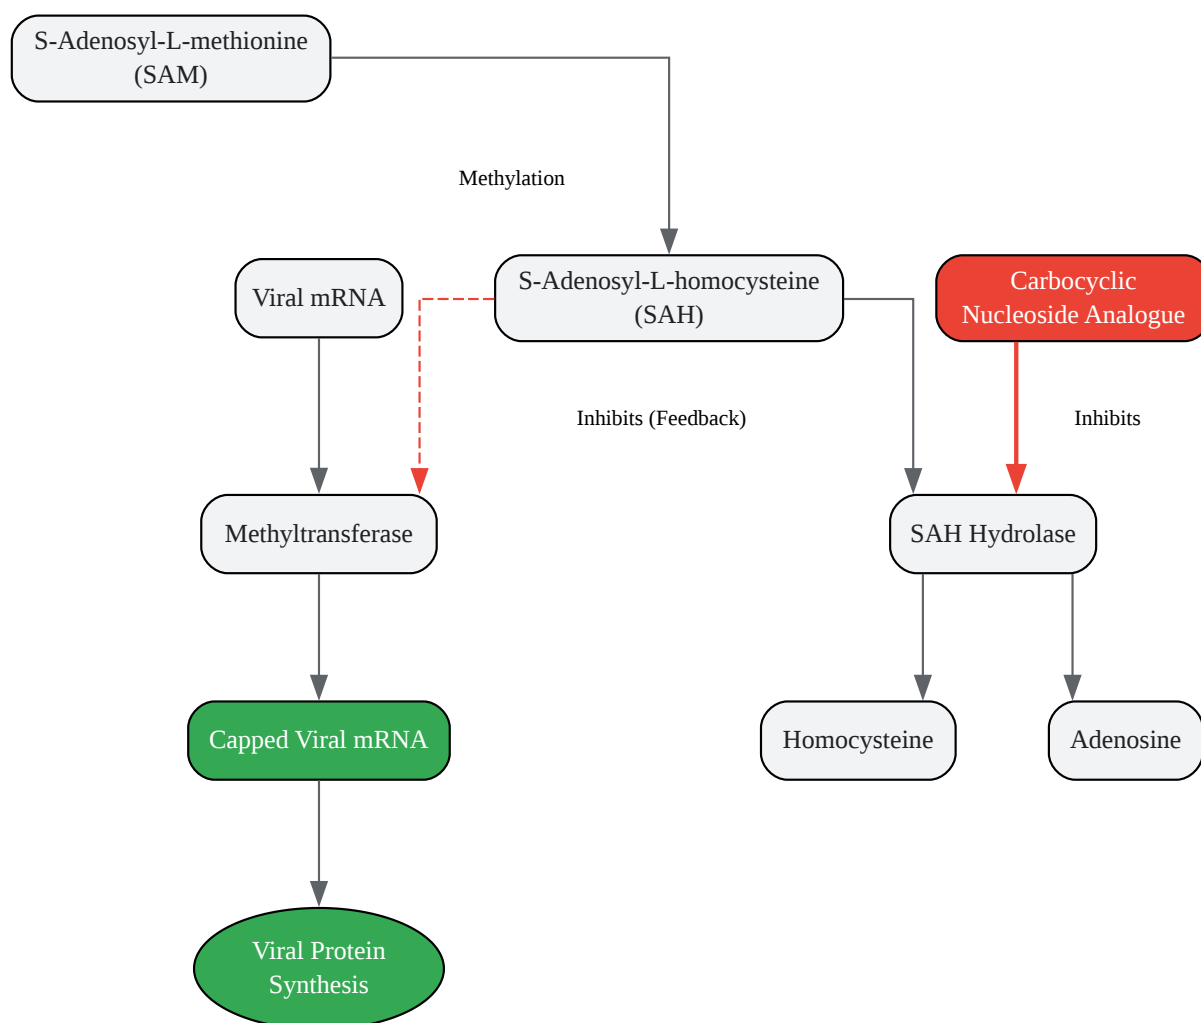 S-Adenosyl-L-methionine
(SAM)
Methylation
Viral mRNA
S-Adenosyl-L-homocysteine
(SAH)
Carbocyclic
Nucleoside Analogue
Inhibits (Feedback)
Inhibits
Methyltransferase
SAH Hydrolase
Capped Viral mRNA
Homocysteine
Adenosine
Viral Protein
Synthesis